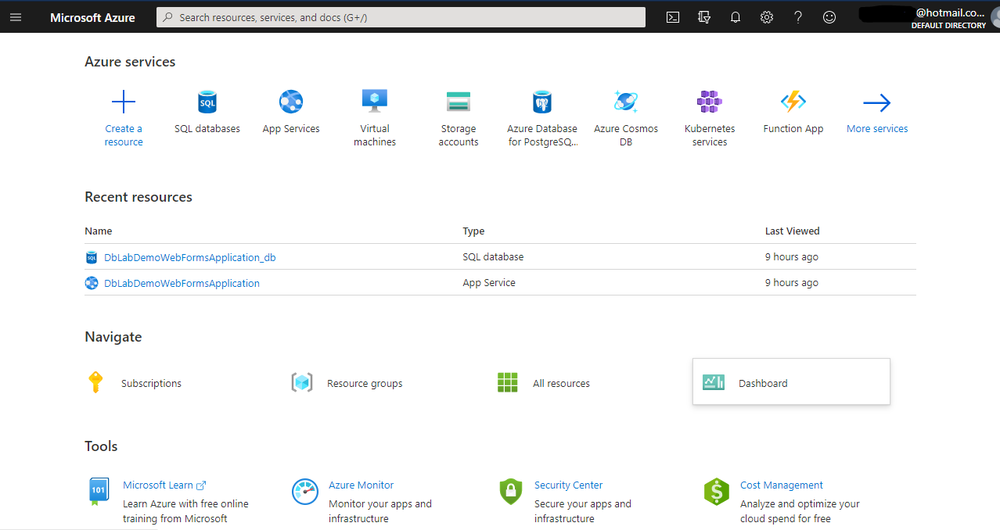 Microsoft Azure
Search resources, services, and docs (G+/)
@hotmail.co...
DEFAULT DIRECTORY
Azure services
SQL
Create a
resource
SQL databases
App Services
Virtual
machines
Storage
accounts
Azure Database
for PostgreSQ...
Azure Cosmos
DB
Kubernetes
services
Function App
More services
Recent resources
Name Type Last Viewed
DbLabDemoWebFormsApplication_db SQL database 9 hours ago
DbLabDemoWebFormsApplication App Service 9 hours ago
Navigate
Subscriptions Resource groups All resources Dashboard
Tools
101
Microsoft Learn
Learn Azure with free online
training from Microsoft
Azure Monitor
Monitor your apps and
infrastructure
Security Center
Secure your apps and
infrastructure
$
Cost Management
Analyze and optimize your
cloud spend for free